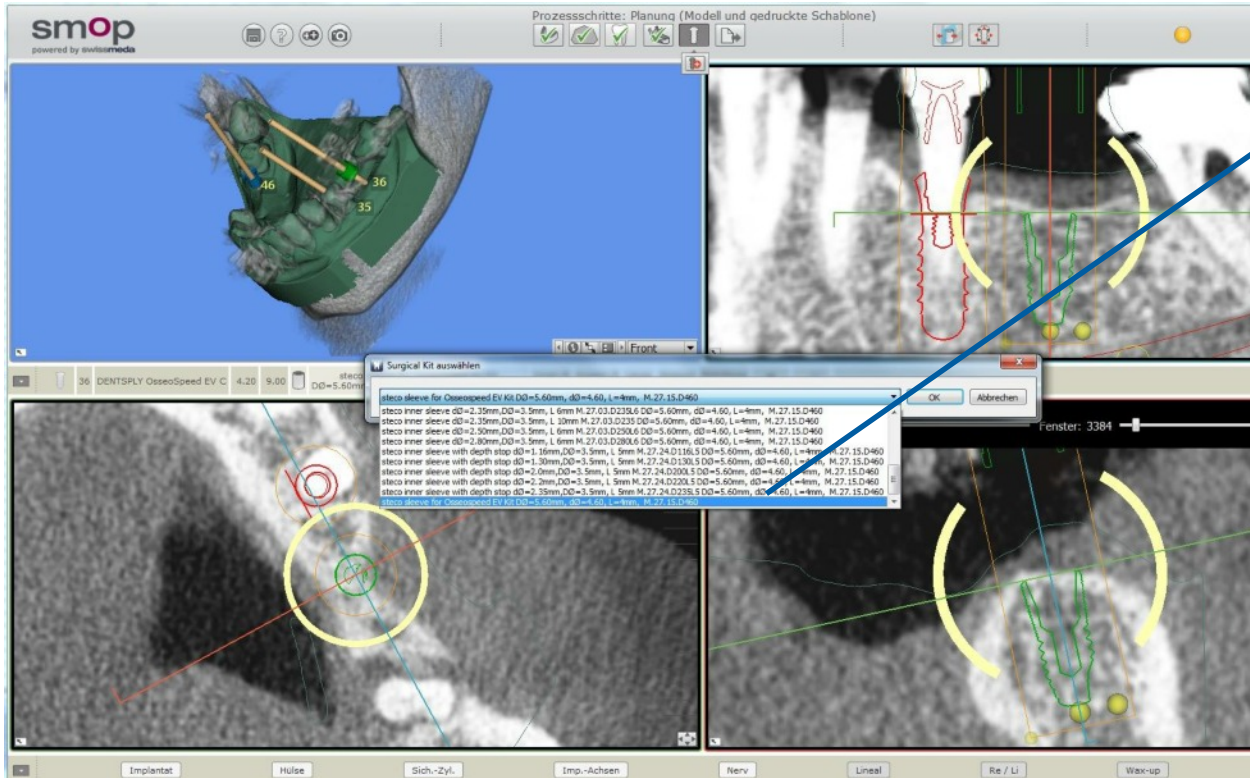 smop
powered by swissmeda
Prozessschritte: Planung (Modell und gedruckte Schablone)
46
36
35
Front
36 DENTSPLY OsseoSpeed EV C 4.20 9.00 steco
DØ=5.60mm
Surgical Kit auswählen
steco sleeve for Osseospeed EV Kit DØ=5.60mm, dØ=4.60, L=4mm, M.27.15.D460
OK
Abbrechen
steco inner sleeve dØ=2.35mm,DØ=3.5mm, L 6mm M.27.03.D235L6 DØ=5.60mm, dØ=4.60, L=4mm, M.27.15.D460
steco inner sleeve dØ=2.35mm,DØ=3.5mm, L 10mm M.27.03.D235 DØ=5.60mm, dØ=4.60, L=4mm, M.27.15.D460
steco inner sleeve dØ=2.50mm,DØ=3.5mm, L 6mm M.27.03.D250L6 DØ=5.60mm, dØ=4.60, L=4mm, M.27.15.D460
steco inner sleeve dØ=2.80mm,DØ=3.5mm, L 6mm M.27.03.D280L6 DØ=5.60mm, dØ=4.60, L=4mm, M.27.15.D460
steco inner sleeve with depth stop dØ=1.16mm,DØ=3.5mm, L 5mm M.27.24.D116L5 DØ=5.60mm, dØ=4.60, L=4mm, M.27.15.D460
steco inner sleeve with depth stop dØ=1.30mm,DØ=3.5mm, L 5mm M.27.24.D130L5 DØ=5.60mm, dØ=4.60, L=4mm, M.27.15.D460
steco inner sleeve with depth stop dØ=2.0mm,DØ=3.5mm, L 5mm M.27.24.D200L5 DØ=5.60mm, dØ=4.60, L=4mm, M.27.15.D460
steco inner sleeve with depth stop dØ=2.2mm,DØ=3.5mm, L 5mm M.27.24.D220L5 DØ=5.60mm, dØ=4.60, L=4mm, M.27.15.D460
steco inner sleeve with depth stop dØ=2.35mm,DØ=3.5mm, L 5mm M.27.24.D235L5 DØ=5.60mm, dØ=4.60, L=4mm, M.27.15.D460
steco sleeve for Osseospeed EV Kit DØ=5.60mm, dØ=4.60, L=4mm, M.27.15.D460
Fenster: 3384
Implantat
Hülse
Sich.-Zyl.
Imp.-Achsen
Nerv
Lineal
Re / Li
Wax-up